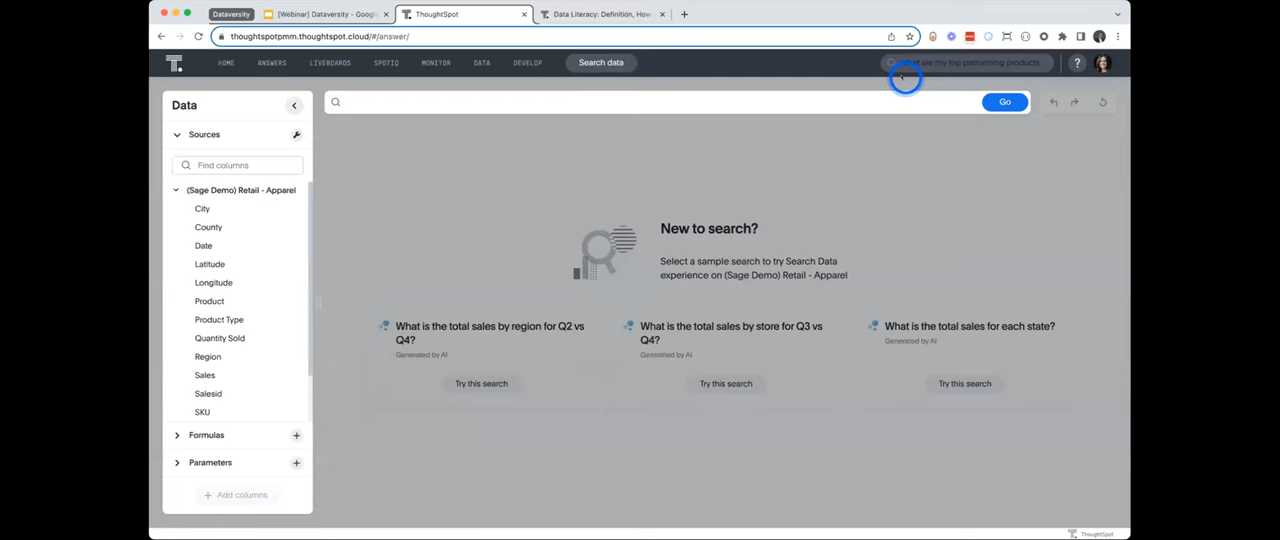 Dataversity
[Webinar] Dataversity - Google
ThoughtSpot
Data Literacy: Definition, How
thoughtspotpmm.thoughtspot.cloud/#/answer/
HOME
ANSWERS
LIVEBOARDS
SPOTIQ
MONITOR
DATA
DEVELOP
Search data
are my top performing products
?
Data
Go
Sources
Find columns
(Sage Demo) Retail - Apparel
City
County
Date
Latitude
Longitude
Product
Product Type
Quantity Sold
Region
Sales
Salesid
SKU
Formulas
Parameters
Add columns
New to search?
Select a sample search to try Search Data
experience on (Sage Demo) Retail - Apparel
What is the total sales by region for Q2 vs
Q4?
Generated by AI
Try this search
What is the total sales by store for Q3 vs
Q4?
Generated by AI
Try this search
What is the total sales for each state?
Generated by AI
Try this search
ThoughtSpot